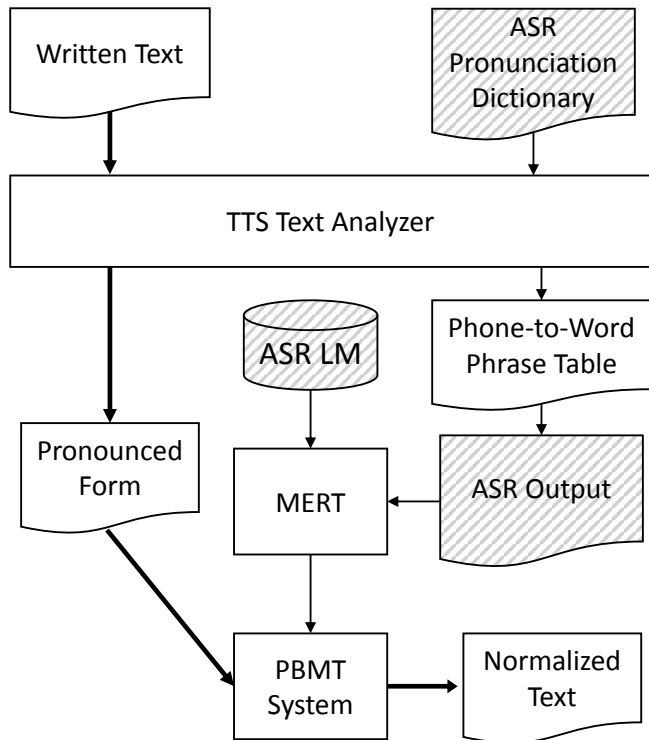 Written Text
ASR
Pronunciation
Dictionary
TTS Text Analyzer
ASR LM
Phone-to-Word
Phrase Table
Pronounced
Form
MERT
ASR Output
PBMT
System
Normalized
Text